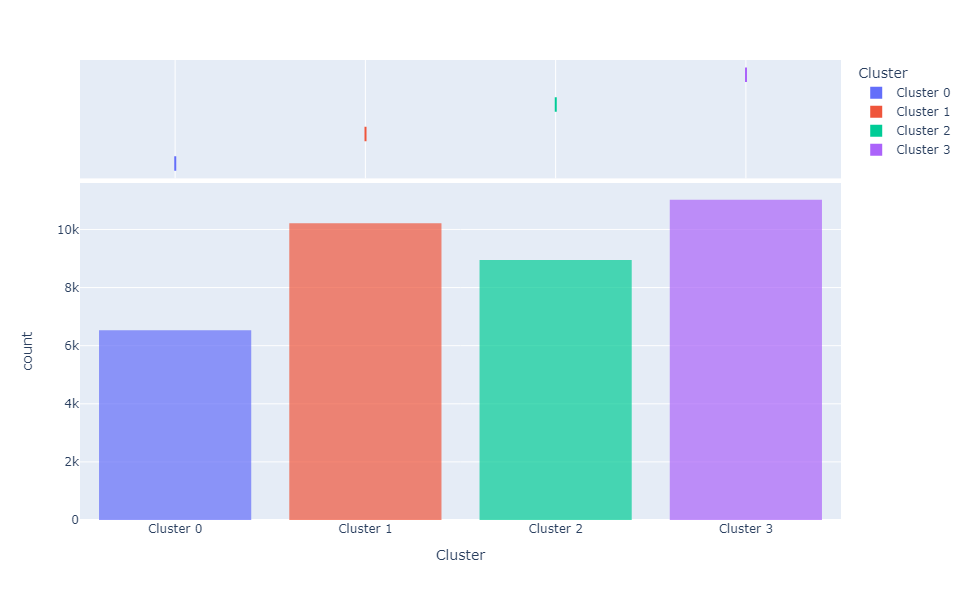 Cluster
Cluster 0
Cluster 1
Cluster 2
Cluster 3
count
10k
8k
6k
4k
2k
0
Cluster 0 Cluster 1 Cluster 2 Cluster 3
Cluster